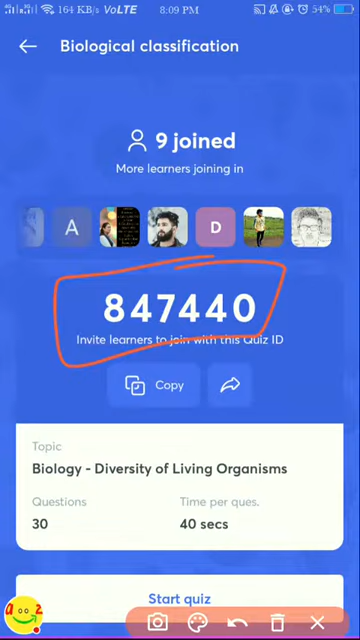 164 KB/s VoLTE 8:09 PM 54%
Biological classification
9 joined
More learners joining in
A D
847440
Invite learners to join with this Quiz ID
Copy
Topic
Biology - Diversity of Living Organisms
Questions Time per ques.
30 40 secs
Start quiz
a z